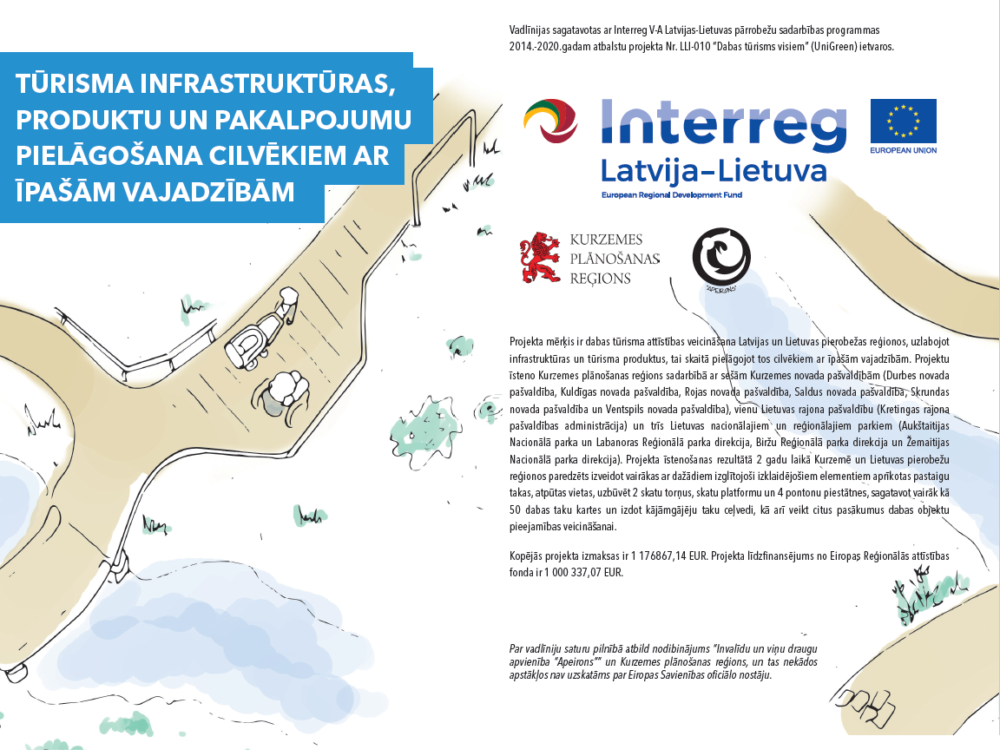 TŪRISMA INFRASTRUKTŪRAS,
PRODUKTU UN PAKALPOJUMU
PIELĀGOŠANA CILVĒKIEM AR
ĪPAŠĀM VAJADZĪBĀM
Vadlīnijas sagatavotas ar Interreg V-A Latvijas-Lietuvas pārrobežu sadarbības programmas
2014.-2020.gadam atbalstu projekta Nr. LLI-010 “Dabas tūrisms visiem” (UniGreen) ietvaros.
Interreg
Latvija–Lietuva
European Regional Development Fund
EUROPEAN UNION
KURZEMES
PLĀNOŠANAS
REĢIONS
"APEIRONS"
Projekta mērķis ir dabas tūrisma attīstības veicināšana Latvijas un Lietuvas pierobežas reģionos, uzlabojot
infrastruktūras un tūrisma produktus, tai skaitā pielāgojot tos cilvēkiem ar īpašām vajadzībām. Projektu
īsteno Kurzemes plānošanas reģions sadarbībā ar sešām Kurzemes novada pašvaldībām (Durbes novada
pašvaldība, Kuldīgas novada pašvaldība, Rojas novada pašvaldība, Saldus novada pašvaldība, Skrundas
novada pašvaldība un Ventspils novada pašvaldība), vienu Lietuvas rajona pašvaldību (Kretingas rajona
pašvaldības administrācija) un trīs Lietuvas nacionālajiem un reģionālajiem parkiem (Aukštaitijas
Nacionālā parka un Labanoras Reģionālā parka direkcija, Biržu Reģionālā parka direkcija un Žemaitijas
Nacionālā parka direkcija). Projekta īstenošanas rezultātā 2 gadu laikā Kurzemē un Lietuvas pierobežu
reģionos paredzēts izveidot vairākas ar dažādiem izglītojoši izklaidējošiem elementiem aprīkotas pastaigu
takas, atpūtas vietas, uzbūvēt 2 skatu torņus, skatu platformu un 4 pontonu piestātnes, sagatavot vairāk kā
50 dabas taku kartes un izdot kājāmgājēju taku ceļvedi, kā arī veikt citus pasākumus dabas objektu
pieejamības veicināšanai.
Kopējās projekta izmaksas ir 1 176867,14 EUR. Projekta līdzfinansējums no Eiropas Reģionālās attīstības
fonda ir 1 000 337,07 EUR.
Par vadlīniju saturu pilnībā atbild nodibinājums “Invalīdu un viņu draugu
apvienība “Apeirons”” un Kurzemes plānošanas reģions, un tas nekādos
apstākļos nav uzskatāms par Eiropas Savienības oficiālo nostāju.